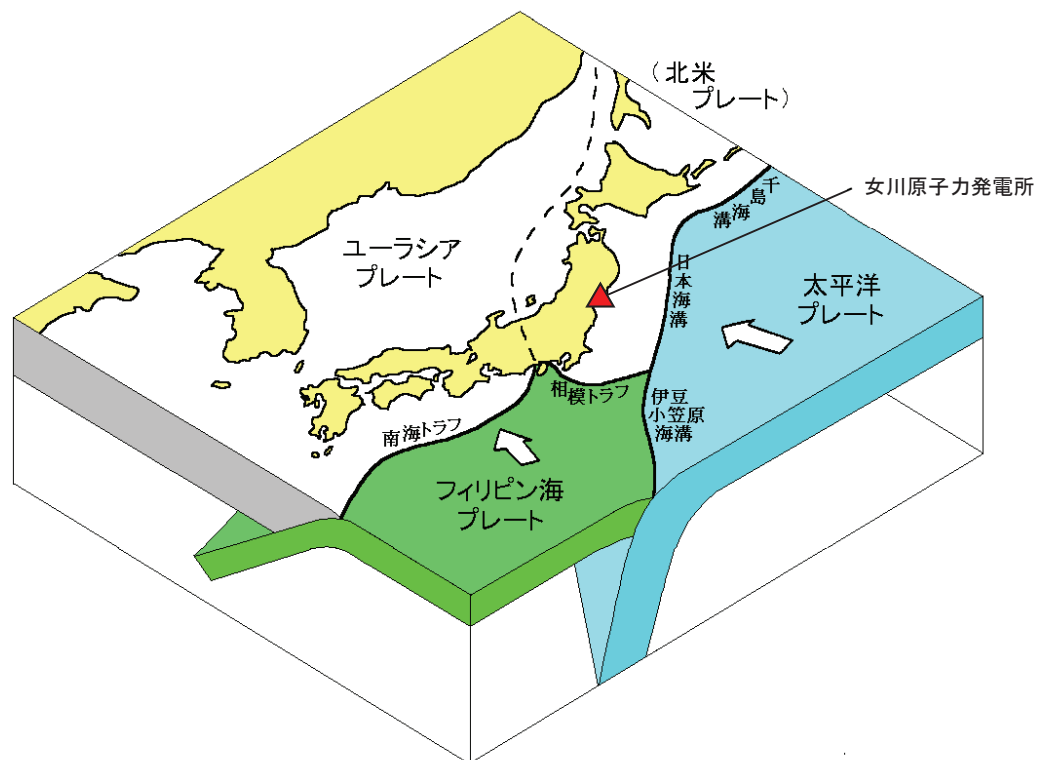 （北米
プレート）
女川原子力発電所
千島海溝
ユーラシア
プレート
日本海溝
太平洋
プレート
相模トラフ
伊豆
小笠原
海溝
南海トラフ
フィリピン海
プレート